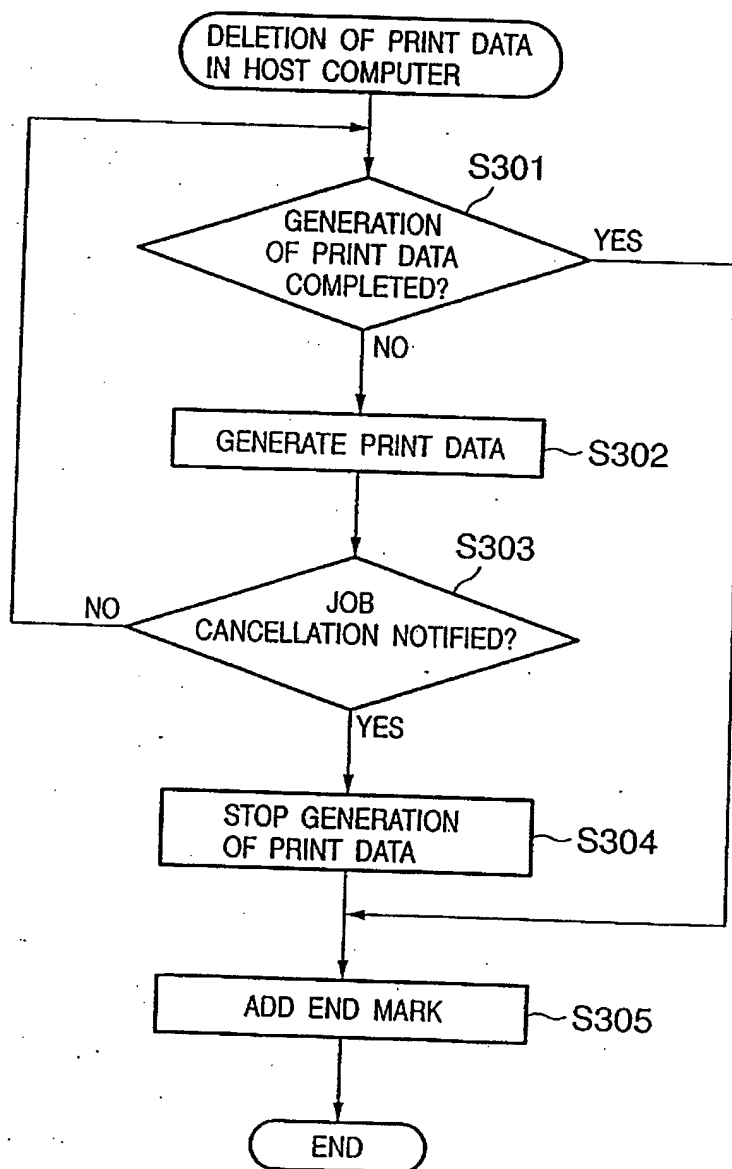 DELETION OF PRINT DATA
IN HOST COMPUTER
S301
GENERATION
OF PRINT DATA
COMPLETED?
YES
NO
GENERATE PRINT DATA
S302
S303
JOB
CANCELLATION NOTIFIED?
NO
YES
STOP GENERATION
OF PRINT DATA
S304
ADD END MARK
S305
END